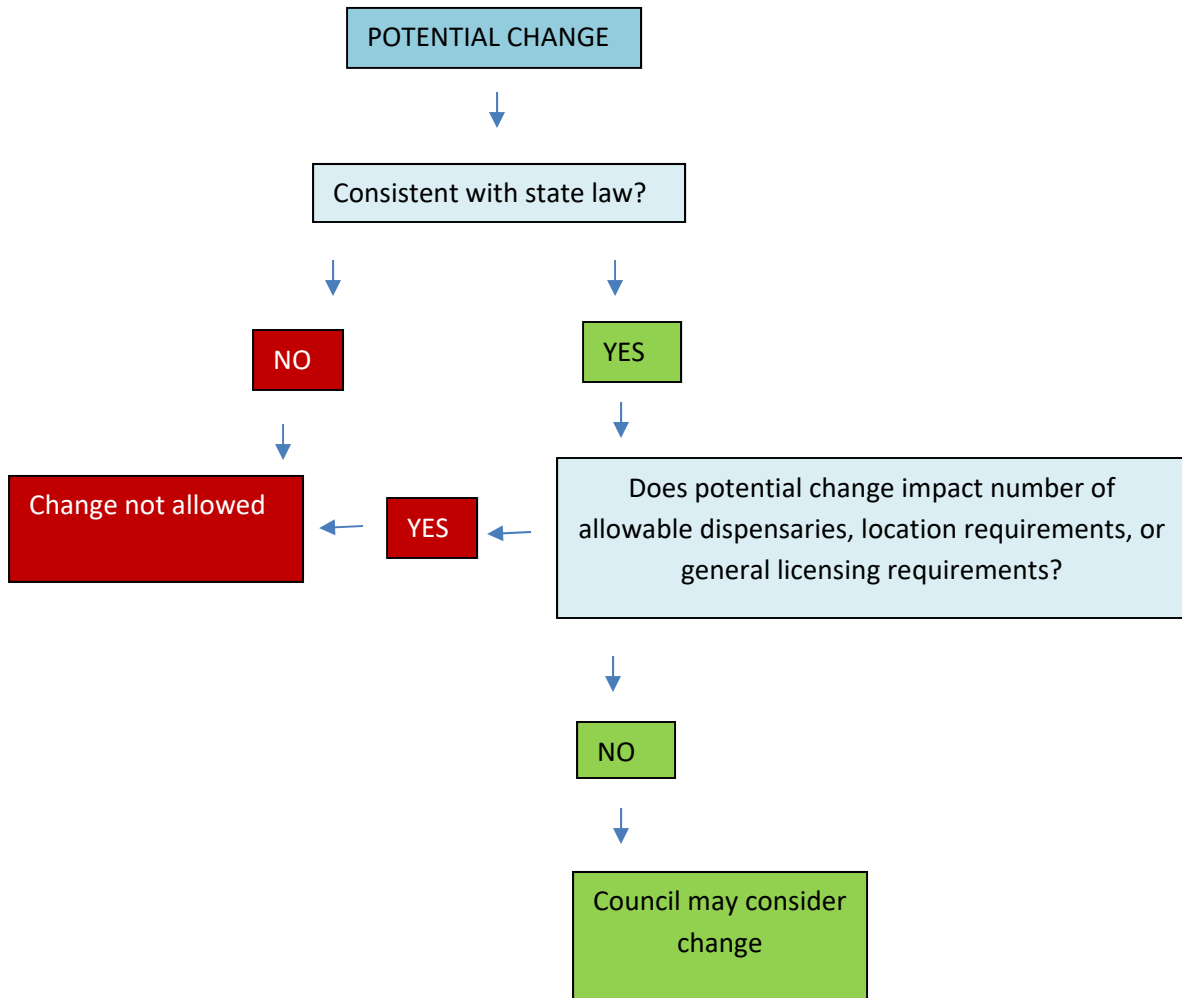 POTENTIAL CHANGE
Consistent with state law?
NO
YES
Change not allowed
YES
Does potential change impact number of
allowable dispensaries, location requirements, or
general licensing requirements?
NO
Council may consider
change